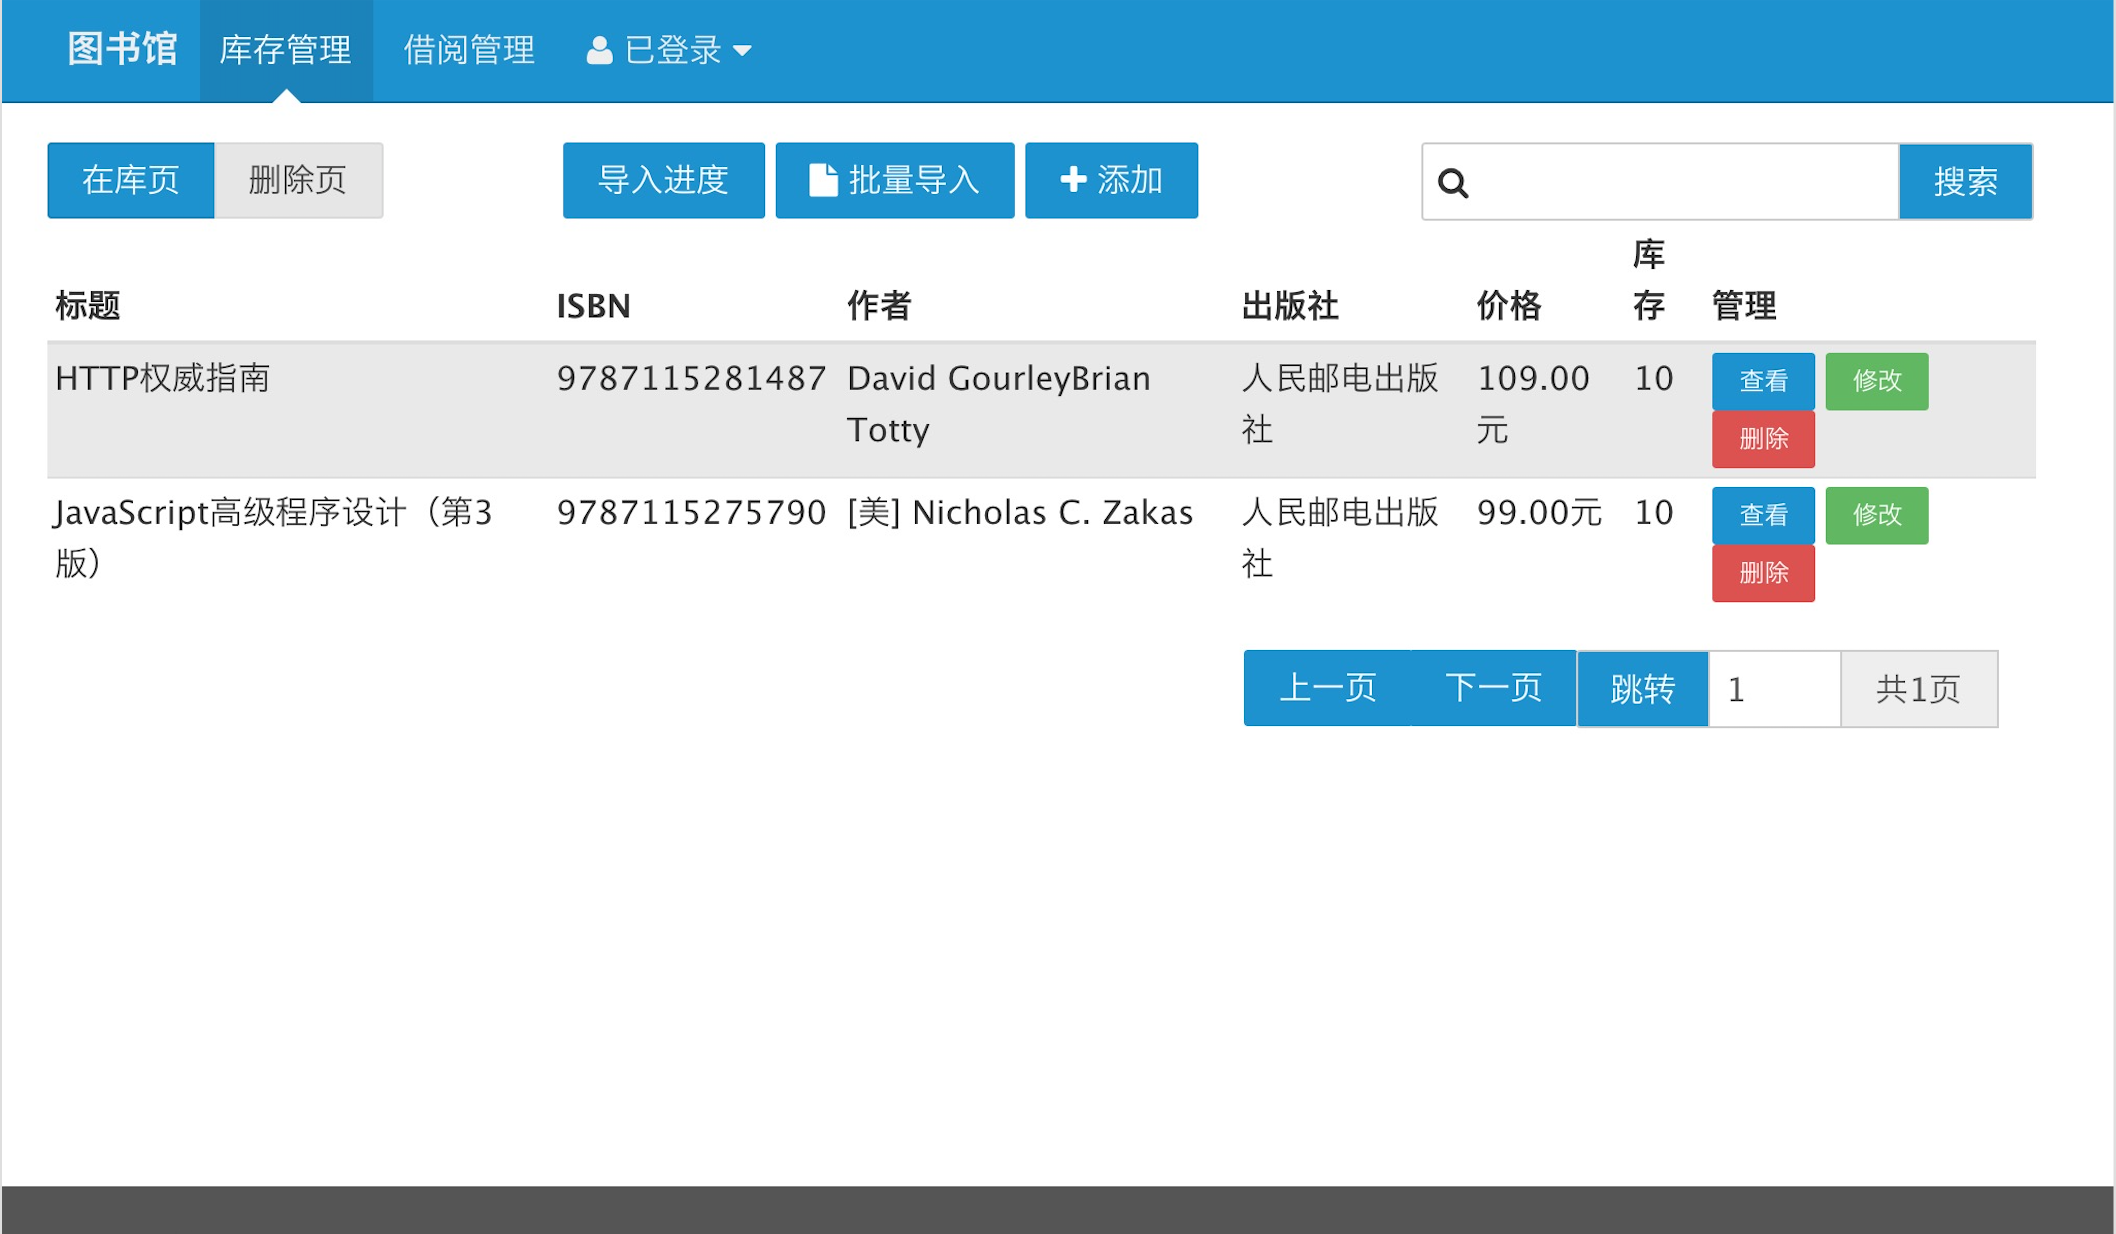 图书馆 库存管理 借阅管理 已登录
在库页 删除页 导入进度 批量导入 添加 搜索
标题 ISBN 作者 出版社 价格 库存 管理
HTTP权威指南 9787115281487 David GourleyBrian 人民邮电出版 109.00 10 查看 修改
Totty 社 元 删除
JavaScript高级程序设计（第3 9787115275790 [美] Nicholas C. Zakas 人民邮电出版 99.00元 10 查看 修改
版） 社 删除
上一页 下一页 跳转 1 共1页